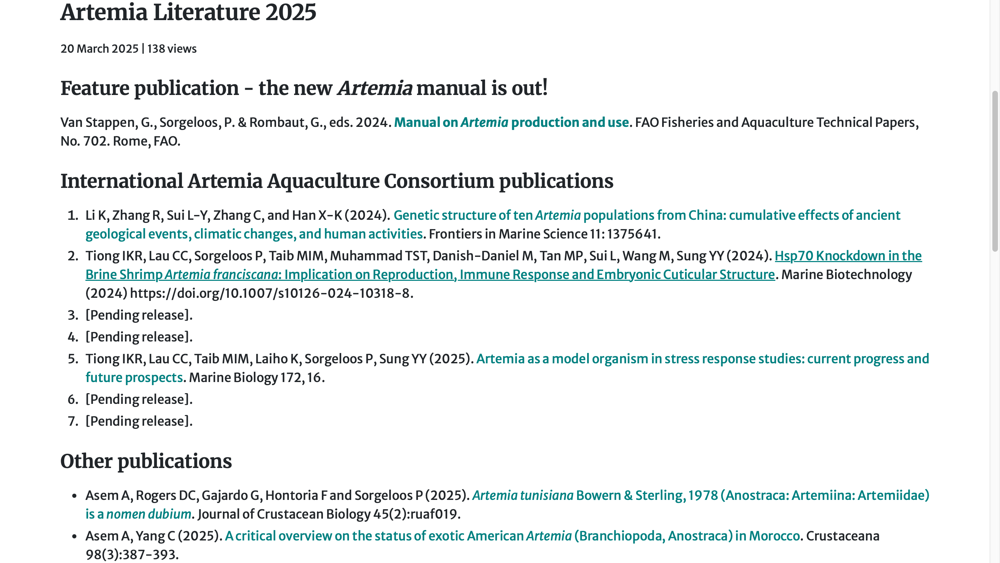 Artemia Literature 2025
20 March 2025 | 138 views
Feature publication - the new Artemia manual is out!
Van Stappen, G., Sorgeloos, P. & Rombaut, G., eds. 2024. Manual on Artemia production and use. FAO Fisheries and Aquaculture Technical Papers,
No. 702. Rome, FAO.
International Artemia Aquaculture Consortium publications
1. Li K, Zhang R, Sui L-Y, Zhang C, and Han X-K (2024). Genetic structure of ten Artemia populations from China: cumulative effects of ancient
geological events, climatic changes, and human activities. Frontiers in Marine Science 11: 1375641.
2. Tiong IKR, Lau CC, Sorgeloos P, Taib MIM, Muhammad TST, Danish-Daniel M, Tan MP, Sui L, Wang M, Sung YY (2024). Hsp70 Knockdown in the
Brine Shrimp Artemia franciscana: Implication on Reproduction, Immune Response and Embryonic Cuticular Structure. Marine Biotechnology
(2024) https://doi.org/10.1007/s10126-024-10318-8.
3. [Pending release].
4. [Pending release].
5. Tiong IKR, Lau CC, Taib MIM, Laiho K, Sorgeloos P, Sung YY (2025). Artemia as a model organism in stress response studies: current progress and
future prospects. Marine Biology 172, 16.
6. [Pending release].
7. [Pending release].
Other publications
• Asem A, Rogers DC, Gajardo G, Hontoria F and Sorgeloos P (2025). Artemia tunisiana Bowern & Sterling, 1978 (Anostraca: Artemiina: Artemiidae)
is a nomen dubium. Journal of Crustacean Biology 45(2):ruaf019.
• Asem A, Yang C (2025). A critical overview on the status of exotic American Artemia (Branchiopoda, Anostraca) in Morocco. Crustaceana
98(3):387-393.